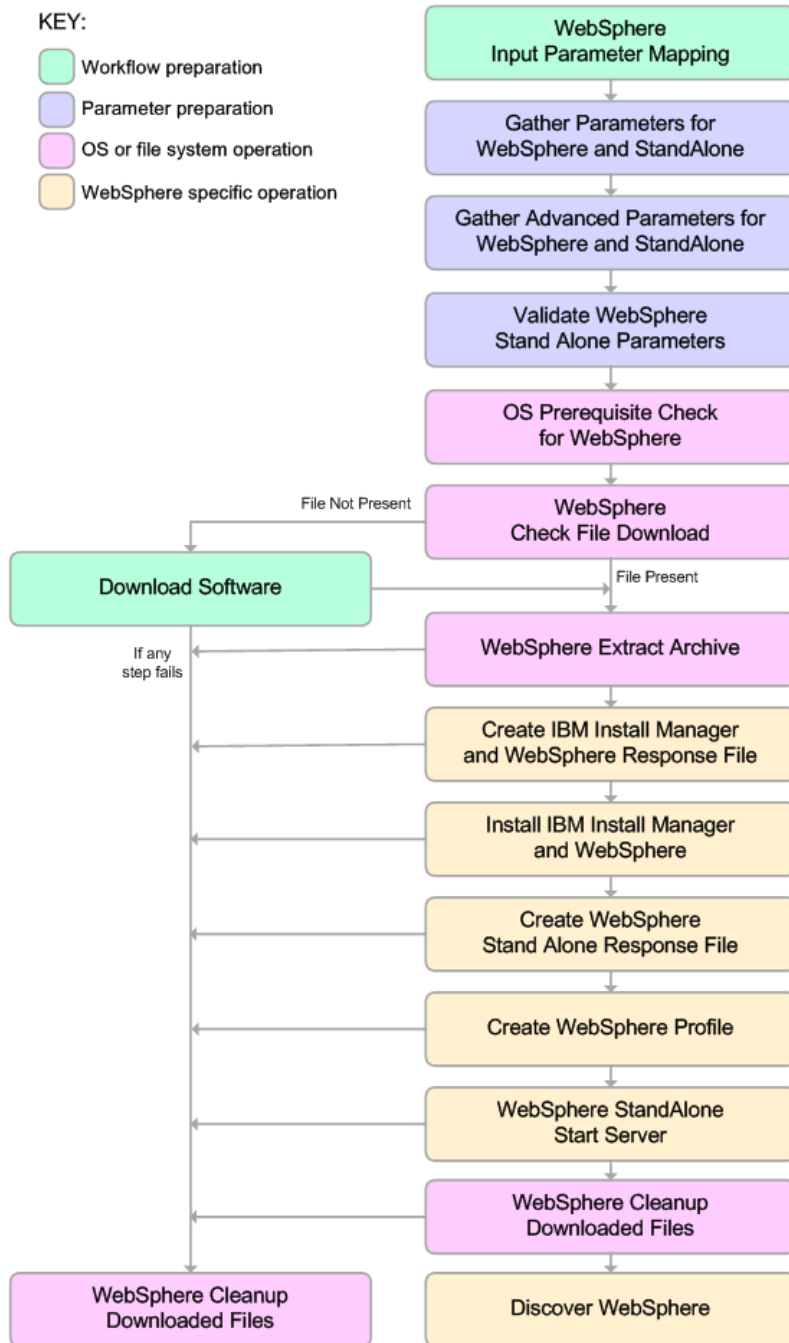 KEY:
Workflow preparation
Parameter preparation
OS or file system operation
WebSphere specific operation
WebSphere
Input Parameter Mapping
Gather Parameters for
WebSphere and StandAlone
Gather Advanced Parameters for
WebSphere and StandAlone
Validate WebSphere
Stand Alone Parameters
OS Prerequisite Check
for WebSphere
File Not Present
WebSphere
Check File Download
Download Software
File Present
If any
step fails
WebSphere Extract Archive
Create IBM Install Manager
and WebSphere Response File
Install IBM Install Manager
and WebSphere
Create WebSphere
Stand Alone Response File
Create WebSphere Profile
WebSphere StandAlone
Start Server
WebSphere Cleanup
Downloaded Files
WebSphere Cleanup
Downloaded Files
Discover WebSphere